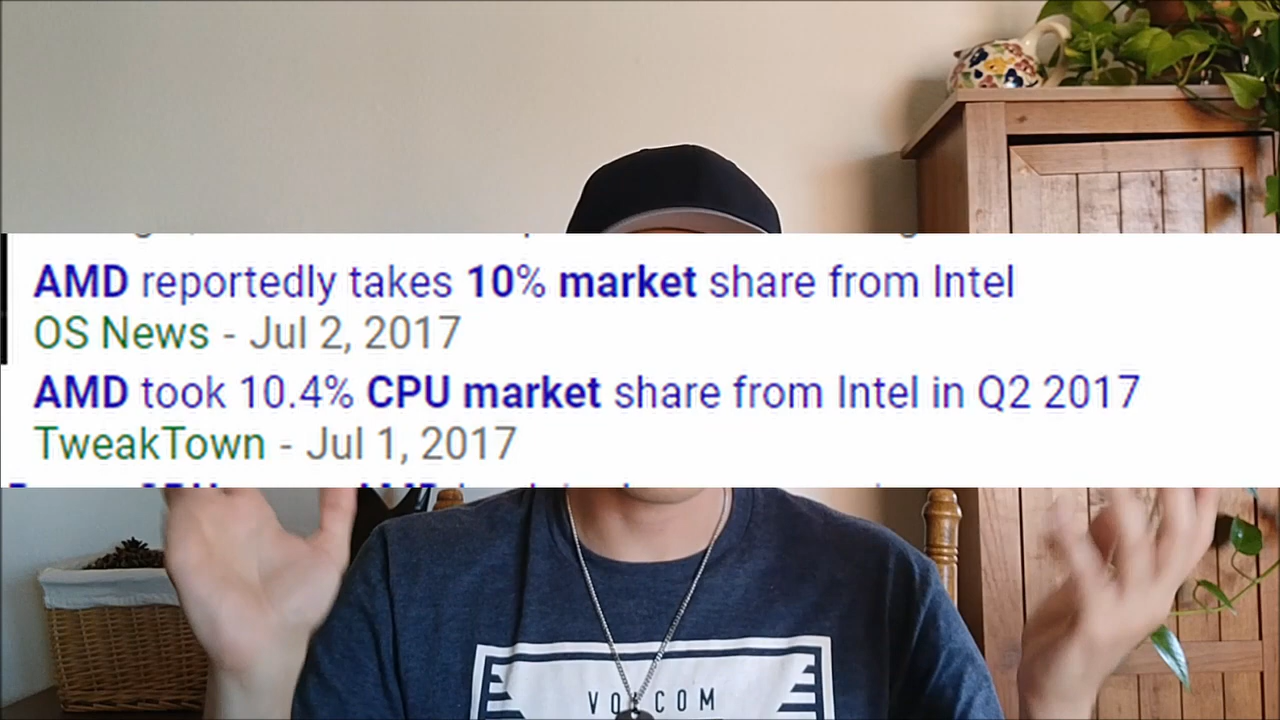 AMD reportedly takes 10% market share from Intel
OS News - Jul 2, 2017
AMD took 10.4% CPU market share from Intel in Q2 2017
TweakTown - Jul 1, 2017
VOLCOM